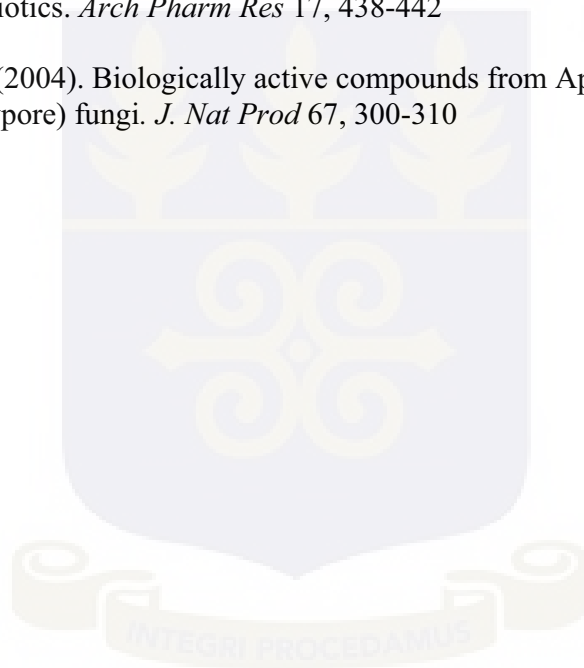 iotics. Arch Pharm Res 17, 438-442
(2004). Biologically active compounds from Ap
pore) fungi. J. Nat Prod 67, 300-310
INTEGRI PROCEDAMUS